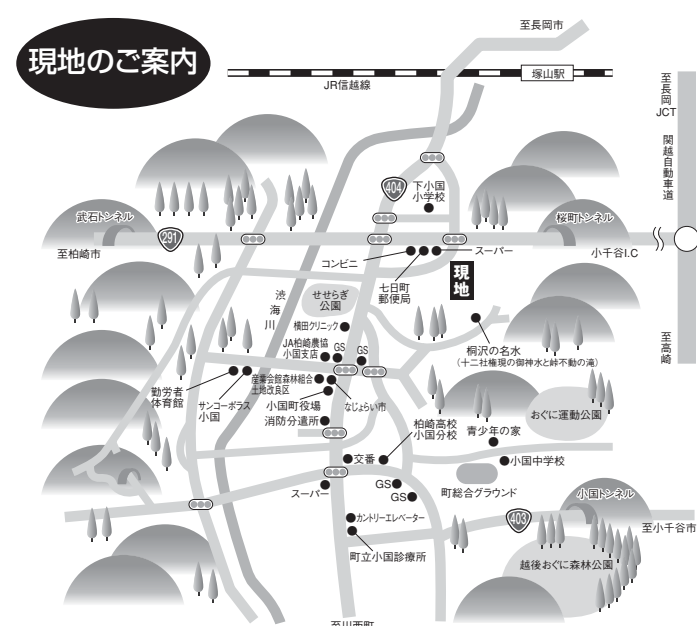 現地のご案内
至長岡市
塚山駅
JR信越線
至長岡JCT
関越自動車道
404
下小国
小学校
武石トンネル
桜町トンネル
291
至柏崎市
小千谷I.C
コンビニ
スーパー
七日町
郵便局
現地
渋海川
せせらぎ
公園
横田クリニック
桐沢の名水
(十二社権現の御神水と峠不動の滝)
至高崎
JA柏崎農協
小国支店
GS
GS
勤労者
体育館
サンコーポラス
小国
産業会館森林組合
土地改良区
小国町役場
なじょらい市
消防分遣所
おぐに運動公園
柏崎高校
小国分校
青少年の家
交番
小国中学校
スーパー
GS
GS
町総合グラウンド
小国トンネル
カントリーエレベーター
403
至小千谷市
町立小国診療所
越後おぐに森林公園
至川西町